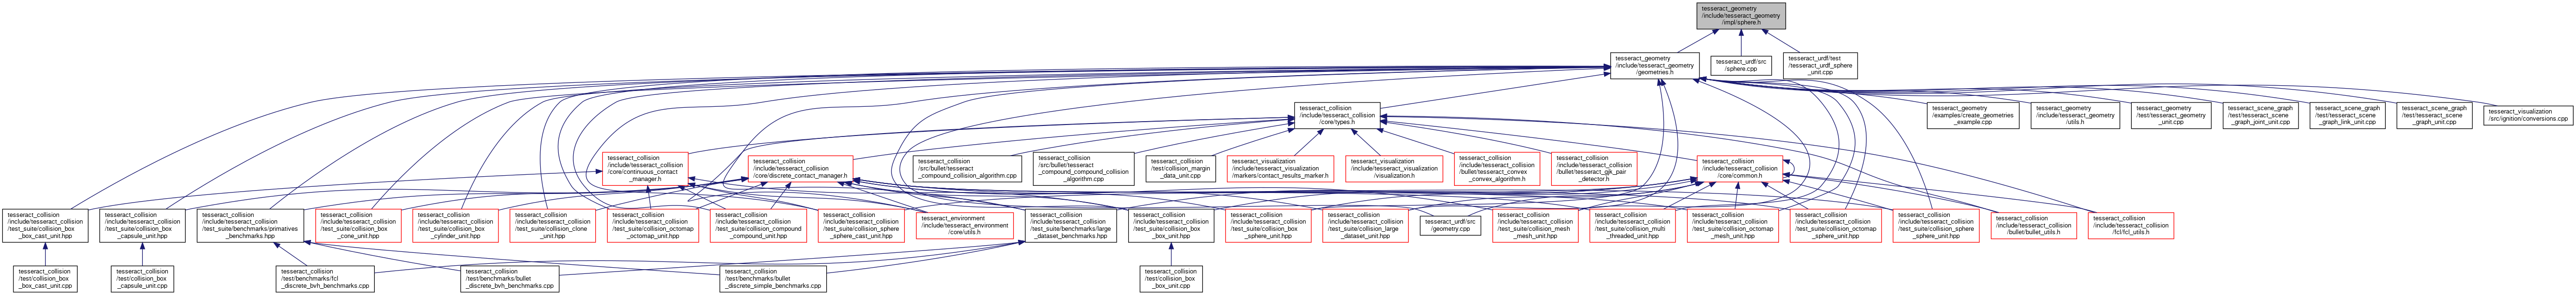 tesseract_geometry
/include/tesseract_geometry
/impl/sphere.h
tesseract_geometry
/include/tesseract_geometry
/geometries.h
tesseract_urdf/src
/sphere.cpp
tesseract_urdf/test
/tesseract_urdf_sphere
_unit.cpp
tesseract_collision
/include/tesseract_collision
/core/types.h
tesseract_geometry
/examples/create_geometries
_example.cpp
tesseract_geometry
/include/tesseract_geometry
/utils.h
tesseract_geometry
/test/tesseract_geometry
_unit.cpp
tesseract_scene_graph
/test/tesseract_scene
_graph_joint_unit.cpp
tesseract_scene_graph
/test/tesseract_scene
_graph_link_unit.cpp
tesseract_scene_graph
/test/tesseract_scene
_graph_unit.cpp
tesseract_visualization
/src/ignition/conversions.cpp
tesseract_collision
/include/tesseract_collision
/core/continuous_contact
_manager.h
tesseract_collision
/include/tesseract_collision
/core/discrete_contact_manager.h
tesseract_collision
/src/bullet/tesseract
_compound_collision_algorithm.cpp
tesseract_collision
/src/bullet/tesseract
_compound_compound_collision
_algorithm.cpp
tesseract_collision
/test/collision_margin
_data_unit.cpp
tesseract_visualization
/include/tesseract_visualization
/markers/contact_results_marker.h
tesseract_visualization
/include/tesseract_visualization
/visualization.h
tesseract_collision
/include/tesseract_collision
/bullet/tesseract_convex
_convex_algorithm.h
tesseract_collision
/include/tesseract_collision
/bullet/tesseract_gjk_pair
_detector.h
tesseract_collision
/include/tesseract_collision
/core/common.h
tesseract_collision
/include/tesseract_collision
/test_suite/collision_box
_box_cast_unit.hpp
tesseract_collision
/include/tesseract_collision
/test_suite/collision_box
_capsule_unit.hpp
tesseract_collision
/include/tesseract_collision
/test_suite/benchmarks/primatives
_benchmarks.hpp
tesseract_collision
/include/tesseract_collision
/test_suite/collision_box
_cone_unit.hpp
tesseract_collision
/include/tesseract_collision
/test_suite/collision_box
_cylinder_unit.hpp
tesseract_collision
/include/tesseract_collision
/test_suite/collision_clone
_unit.hpp
tesseract_collision
/include/tesseract_collision
/test_suite/collision_octomap
_octomap_unit.hpp
tesseract_collision
/include/tesseract_collision
/test_suite/collision_compound
_compound_unit.hpp
tesseract_collision
/include/tesseract_collision
/test_suite/collision_sphere
_sphere_cast_unit.hpp
tesseract_environment
/include/tesseract_environment
/core/utils.h
tesseract_collision
/include/tesseract_collision
/test_suite/benchmarks/large
_dataset_benchmarks.hpp
tesseract_collision
/include/tesseract_collision
/test_suite/collision_box
_box_unit.hpp
tesseract_collision
/include/tesseract_collision
/test_suite/collision_box
_sphere_unit.hpp
tesseract_collision
/include/tesseract_collision
/test_suite/collision_large
_dataset_unit.hpp
tesseract_urdf/src
/geometry.cpp
tesseract_collision
/include/tesseract_collision
/test_suite/collision_mesh
_mesh_unit.hpp
tesseract_collision
/include/tesseract_collision
/test_suite/collision_multi
_threaded_unit.hpp
tesseract_collision
/include/tesseract_collision
/test_suite/collision_octomap
_mesh_unit.hpp
tesseract_collision
/include/tesseract_collision
/test_suite/collision_octomap
_sphere_unit.hpp
tesseract_collision
/include/tesseract_collision
/test_suite/collision_sphere
_sphere_unit.hpp
tesseract_collision
/include/tesseract_collision
/bullet/bullet_utils.h
tesseract_collision
/include/tesseract_collision
/fcl/fcl_utils.h
tesseract_collision
/test/collision_box
_box_cast_unit.cpp
tesseract_collision
/test/collision_box
_capsule_unit.cpp
tesseract_collision
/test/benchmarks/fcl
_discrete_bvh_benchmarks.cpp
tesseract_collision
/test/benchmarks/bullet
_discrete_bvh_benchmarks.cpp
tesseract_collision
/test/benchmarks/bullet
_discrete_simple_benchmarks.cpp
tesseract_collision
/test/collision_box
_box_unit.cpp